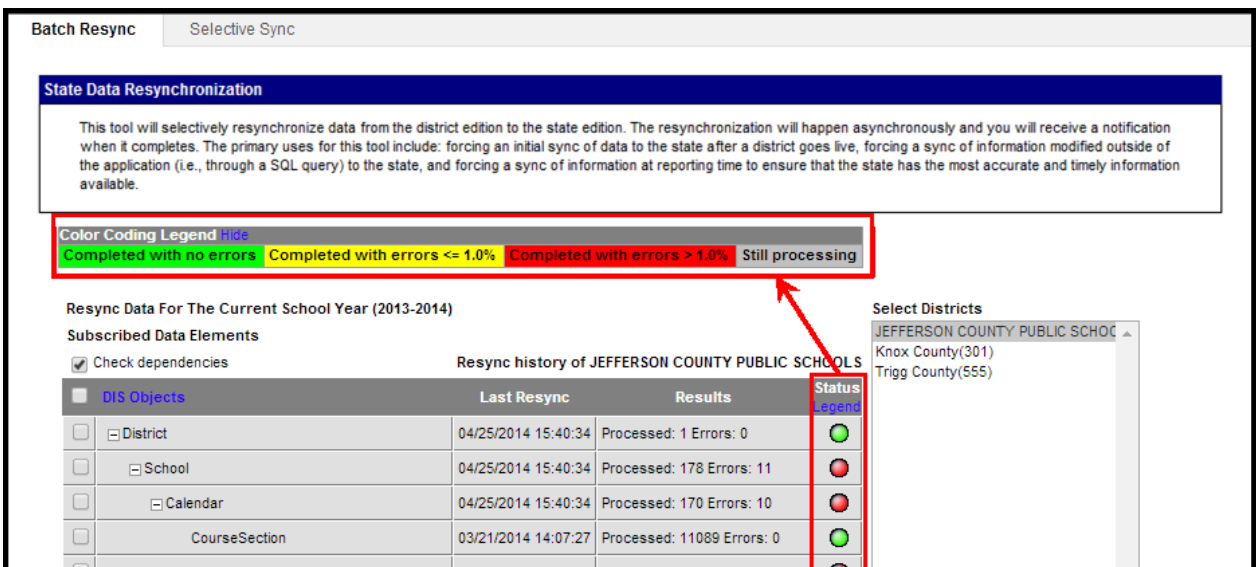 Batch Resync Selective Sync
State Data Resynchronization
This tool will selectively resynchronize data from the district edition to the state edition. The resynchronization will happen asynchronously and you will receive a notification
when it completes. The primary uses for this tool include: forcing an initial sync of data to the state after a district goes live, forcing a sync of information modified outside of
the application (i.e., through a SQL query) to the state, and forcing a sync of information at reporting time to ensure that the state has the most accurate and timely information
available.
Color Coding Legend Hide
Completed with no errors Completed with errors <= 1.0% Completed with errors > 1.0% Still processing
Resync Data For The Current School Year (2013-2014)
Subscribed Data Elements
Check dependencies Resync history of JEFFERSON COUNTY PUBLIC SCHOOLS
DIS Objects Last Resync Results Status
Legend
District 04/25/2014 15:40:34 Processed: 1 Errors: 0
School 04/25/2014 15:40:34 Processed: 178 Errors: 11
Calendar 04/25/2014 15:40:34 Processed: 170 Errors: 10
CourseSection 03/21/2014 14:07:27 Processed: 11089 Errors: 0
Select Districts
JEFFERSON COUNTY PUBLIC SCHOO
Knox County(301)
Trigg County(555)